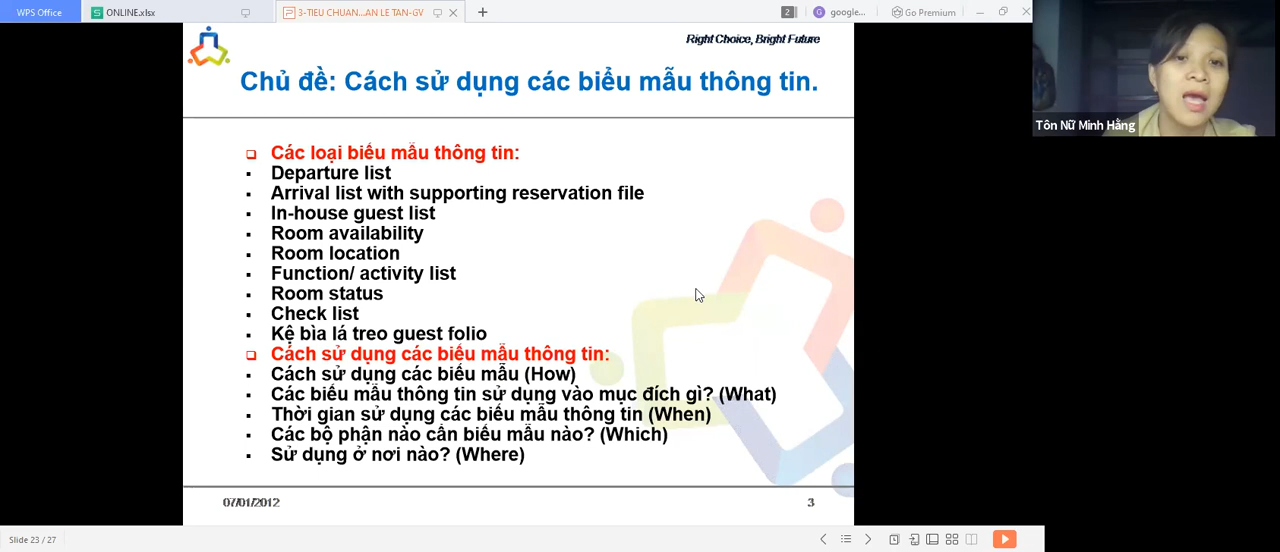 WPS Office
ONLINE.xlsx
3-TIEU CHUAN...AN LE TAN-GV
2
G
google...
Go Premium
Right Choice, Bright Future
Chủ đề: Cách sử dụng các biểu mẫu thông tin.
Các loại biểu mẫu thông tin:
Departure list
Arrival list with supporting reservation file
In-house guest list
Room availability
Room location
Function/ activity list
Room status
Check list
Kệ bìa lá treo guest folio
Cách sử dụng các biểu mẫu thông tin:
Cách sử dụng các biểu mẫu (How)
Các biểu mẫu thông tin sử dụng vào mục đích gì? (What)
Thời gian sử dụng các biểu mẫu thông tin (When)
Các bộ phận nào cần biểu mẫu nào? (Which)
Sử dụng ở nơi nào? (Where)
07/01/2012
3
Tôn Nữ Minh Hằng
Slide 23 / 27